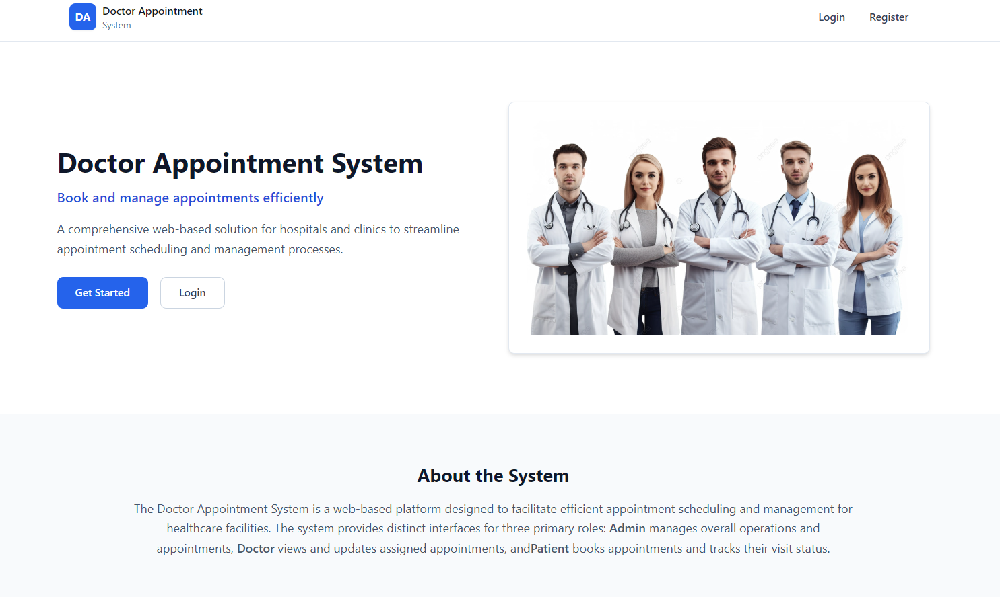 DA
Doctor Appointment
System
Login
Register
Doctor Appointment System
Book and manage appointments efficiently
A comprehensive web-based solution for hospitals and clinics to streamline
appointment scheduling and management processes.
Get Started
Login
pngtree
pngtree
pngtree
About the System
The Doctor Appointment System is a web-based platform designed to facilitate efficient appointment scheduling and management for
healthcare facilities. The system provides distinct interfaces for three primary roles: Admin manages overall operations and
appointments, Doctor views and updates assigned appointments, andPatient books appointments and tracks their visit status.